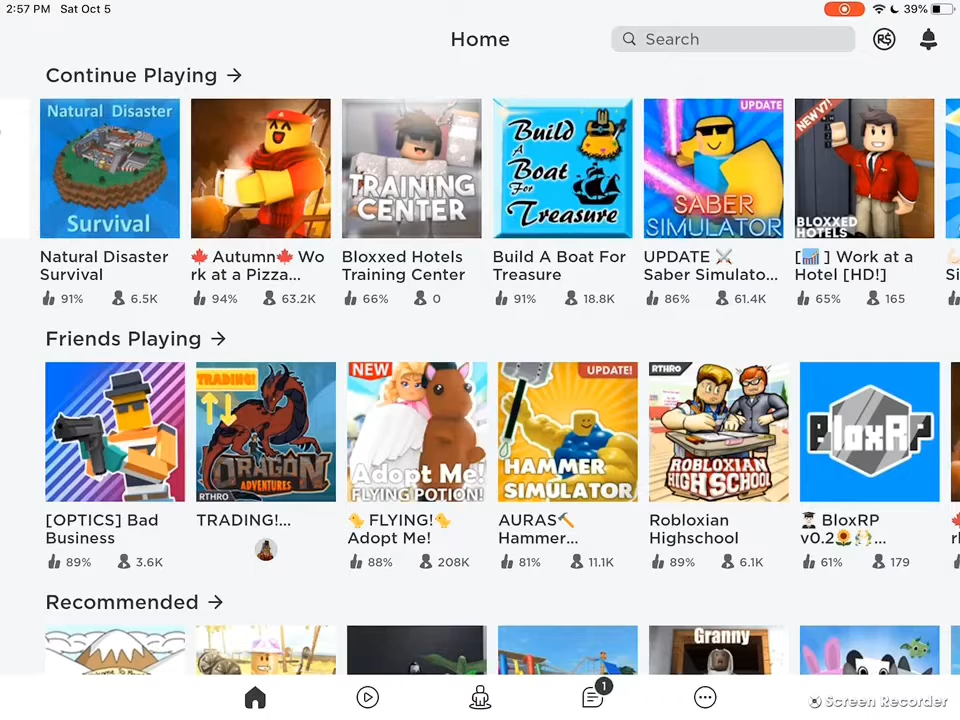 2:57 PM Sat Oct 5
39%
Home
Search
R$
Continue Playing →
Natural Disaster
Survival
TRAINING
CENTER
Build
A
Boat
For
Treasure
UPDATE
SABER
SIMULATOR
NEW V7!
BLOXXED
HOTELS
Natural Disaster
Survival
91% 6.5K
🍁 Autumn🍁 Wo
rk at a Pizza...
94% 63.2K
Bloxxed Hotels
Training Center
66% 0
Build A Boat For
Treasure
91% 18.8K
UPDATE ⚔️
Saber Simulato...
86% 61.4K
[🏨] Work at a
Hotel [HD!]
65% 165
Si
Friends Playing →
TRADING!
DRAGON
ADVENTURES
RTHRO
NEW
Adopt Me!
FLYING POTION!
UPDATE!
HAMMER
SIMULATOR
RTHRO
ROBLOXIAN
HIGH SCHOOL
BloxRP
[OPTICS] Bad
Business
89% 3.6K
TRADING!...
🐤 FLYING!🐤
Adopt Me!
88% 208K
AURAS🔨
Hammer...
81% 11.1K
Robloxian
Highschool
89% 6.1K
BloxRP
v0.2🌻...
61% 179
Recommended →
Granny
1
Screen Recorder